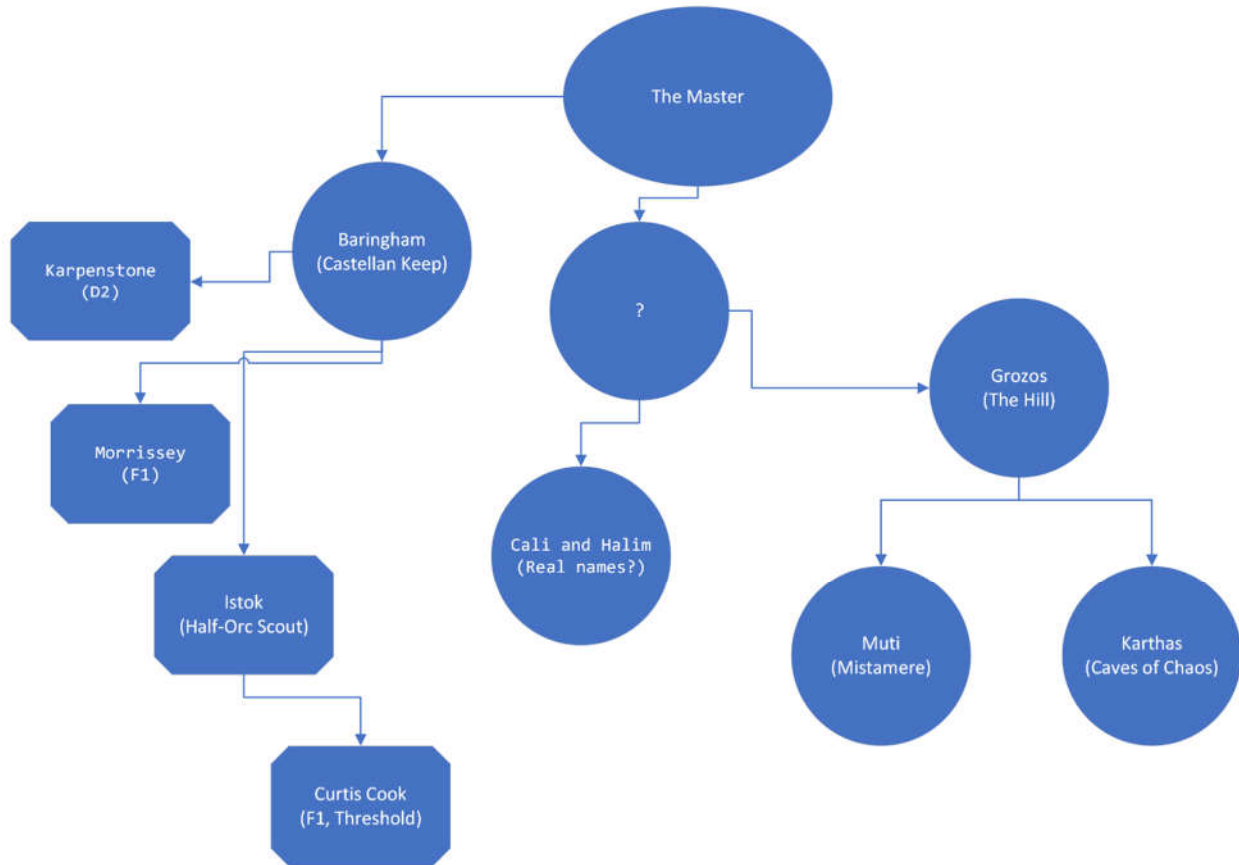 The Master
Baringham
(Castellan Keep)
Karpenstone
(D2)
?
Grozos
(The Hill)
Morrissey
(F1)
Cali and Halim
(Real names?)
Istok
(Half-Orc Scout)
Muti
(Mistamere)
Karthas
(Caves of Chaos)
Curtis Cook
(F1, Threshold)